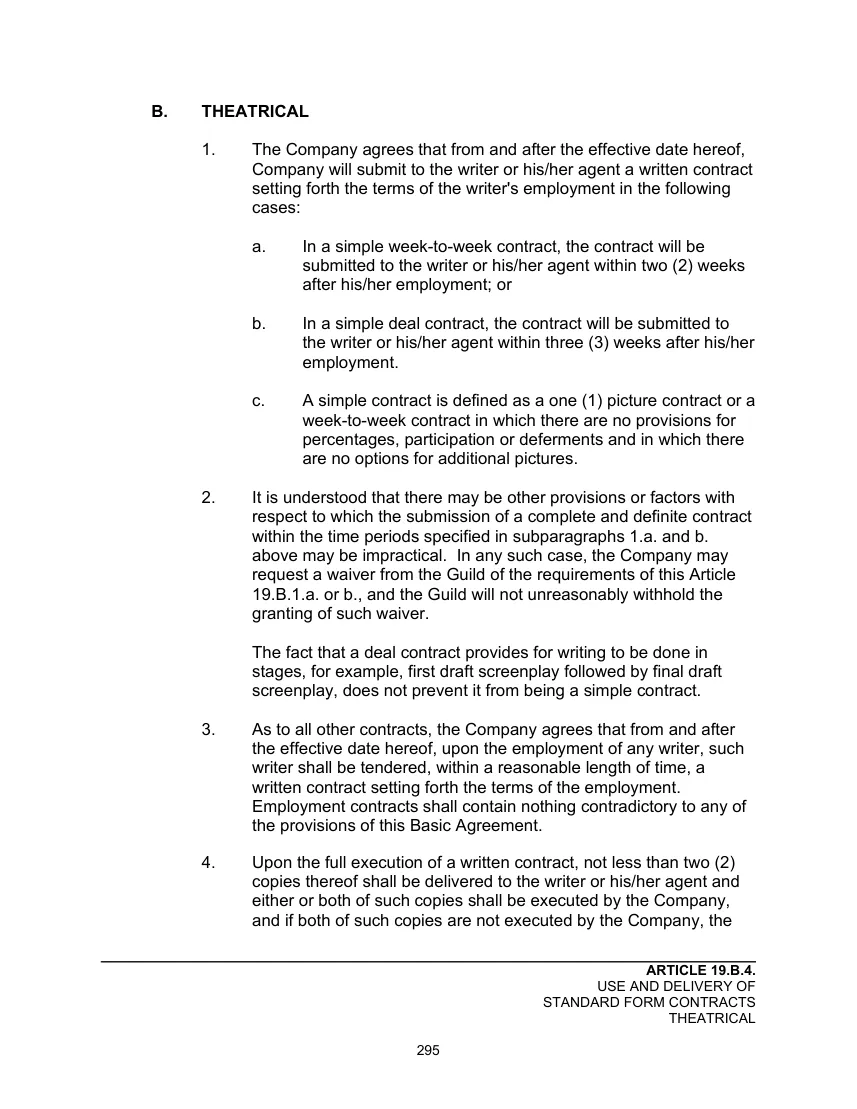 B. THEATRICAL
1. The Company agrees that from and after the effective date hereof,
Company will submit to the writer or his/her agent a written contract
setting forth the terms of the writer's employment in the following
cases:
a. In a simple week-to-week contract, the contract will be
submitted to the writer or his/her agent within two (2) weeks
after his/her employment; or
b. In a simple deal contract, the contract will be submitted to
the writer or his/her agent within three (3) weeks after his/her
employment.
c. A simple contract is defined as a one (1) picture contract or a
week-to-week contract in which there are no provisions for
percentages, participation or deferments and in which there
are no options for additional pictures.
2. It is understood that there may be other provisions or factors with
respect to which the submission of a complete and definite contract
within the time periods specified in subparagraphs 1.a. and b.
above may be impractical.  In any such case, the Company may
request a waiver from the Guild of the requirements of this Article
19.B.1.a. or b., and the Guild will not unreasonably withhold the
granting of such waiver.
The fact that a deal contract provides for writing to be done in
stages, for example, first draft screenplay followed by final draft
screenplay, does not prevent it from being a simple contract.
3. As to all other contracts, the Company agrees that from and after
the effective date hereof, upon the employment of any writer, such
writer shall be tendered, within a reasonable length of time, a
written contract setting forth the terms of the employment.
Employment contracts shall contain nothing contradictory to any of
the provisions of this Basic Agreement.
4. Upon the full execution of a written contract, not less than two (2)
copies thereof shall be delivered to the writer or his/her agent and
either or both of such copies shall be executed by the Company,
and if both of such copies are not executed by the Company, the
ARTICLE 19.B.4.
USE AND DELIVERY OF
STANDARD FORM CONTRACTS
THEATRICAL
295